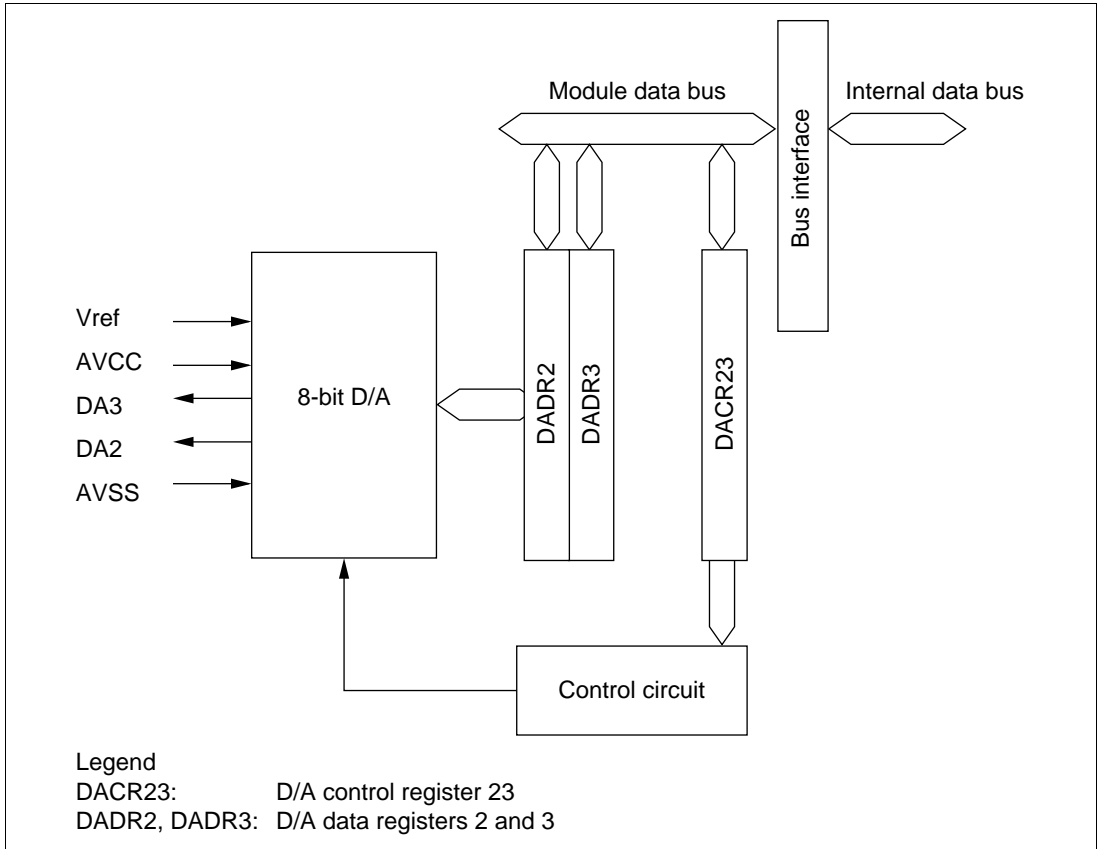 Module data bus
Internal data bus
Bus interface
Vref
AVCC
DA3
DA2
AVSS
8-bit D/A
DADR2
DADR3
DACR23
Control circuit
Legend
DACR23: D/A control register 23
DADR2, DADR3: D/A data registers 2 and 3